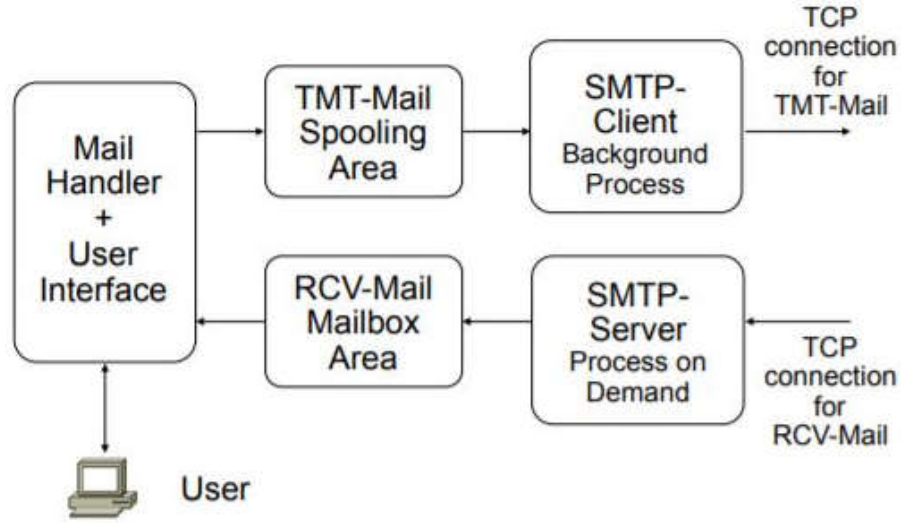 Mail
Handler
+
User
Interface
TMT-Mail
Spooling
Area
SMTP-
Client
Background
Process
TCP
connection
for
TMT-Mail
RCV-Mail
Mailbox
Area
SMTP-
Server
Process on
Demand
TCP
connection
for
RCV-Mail
User